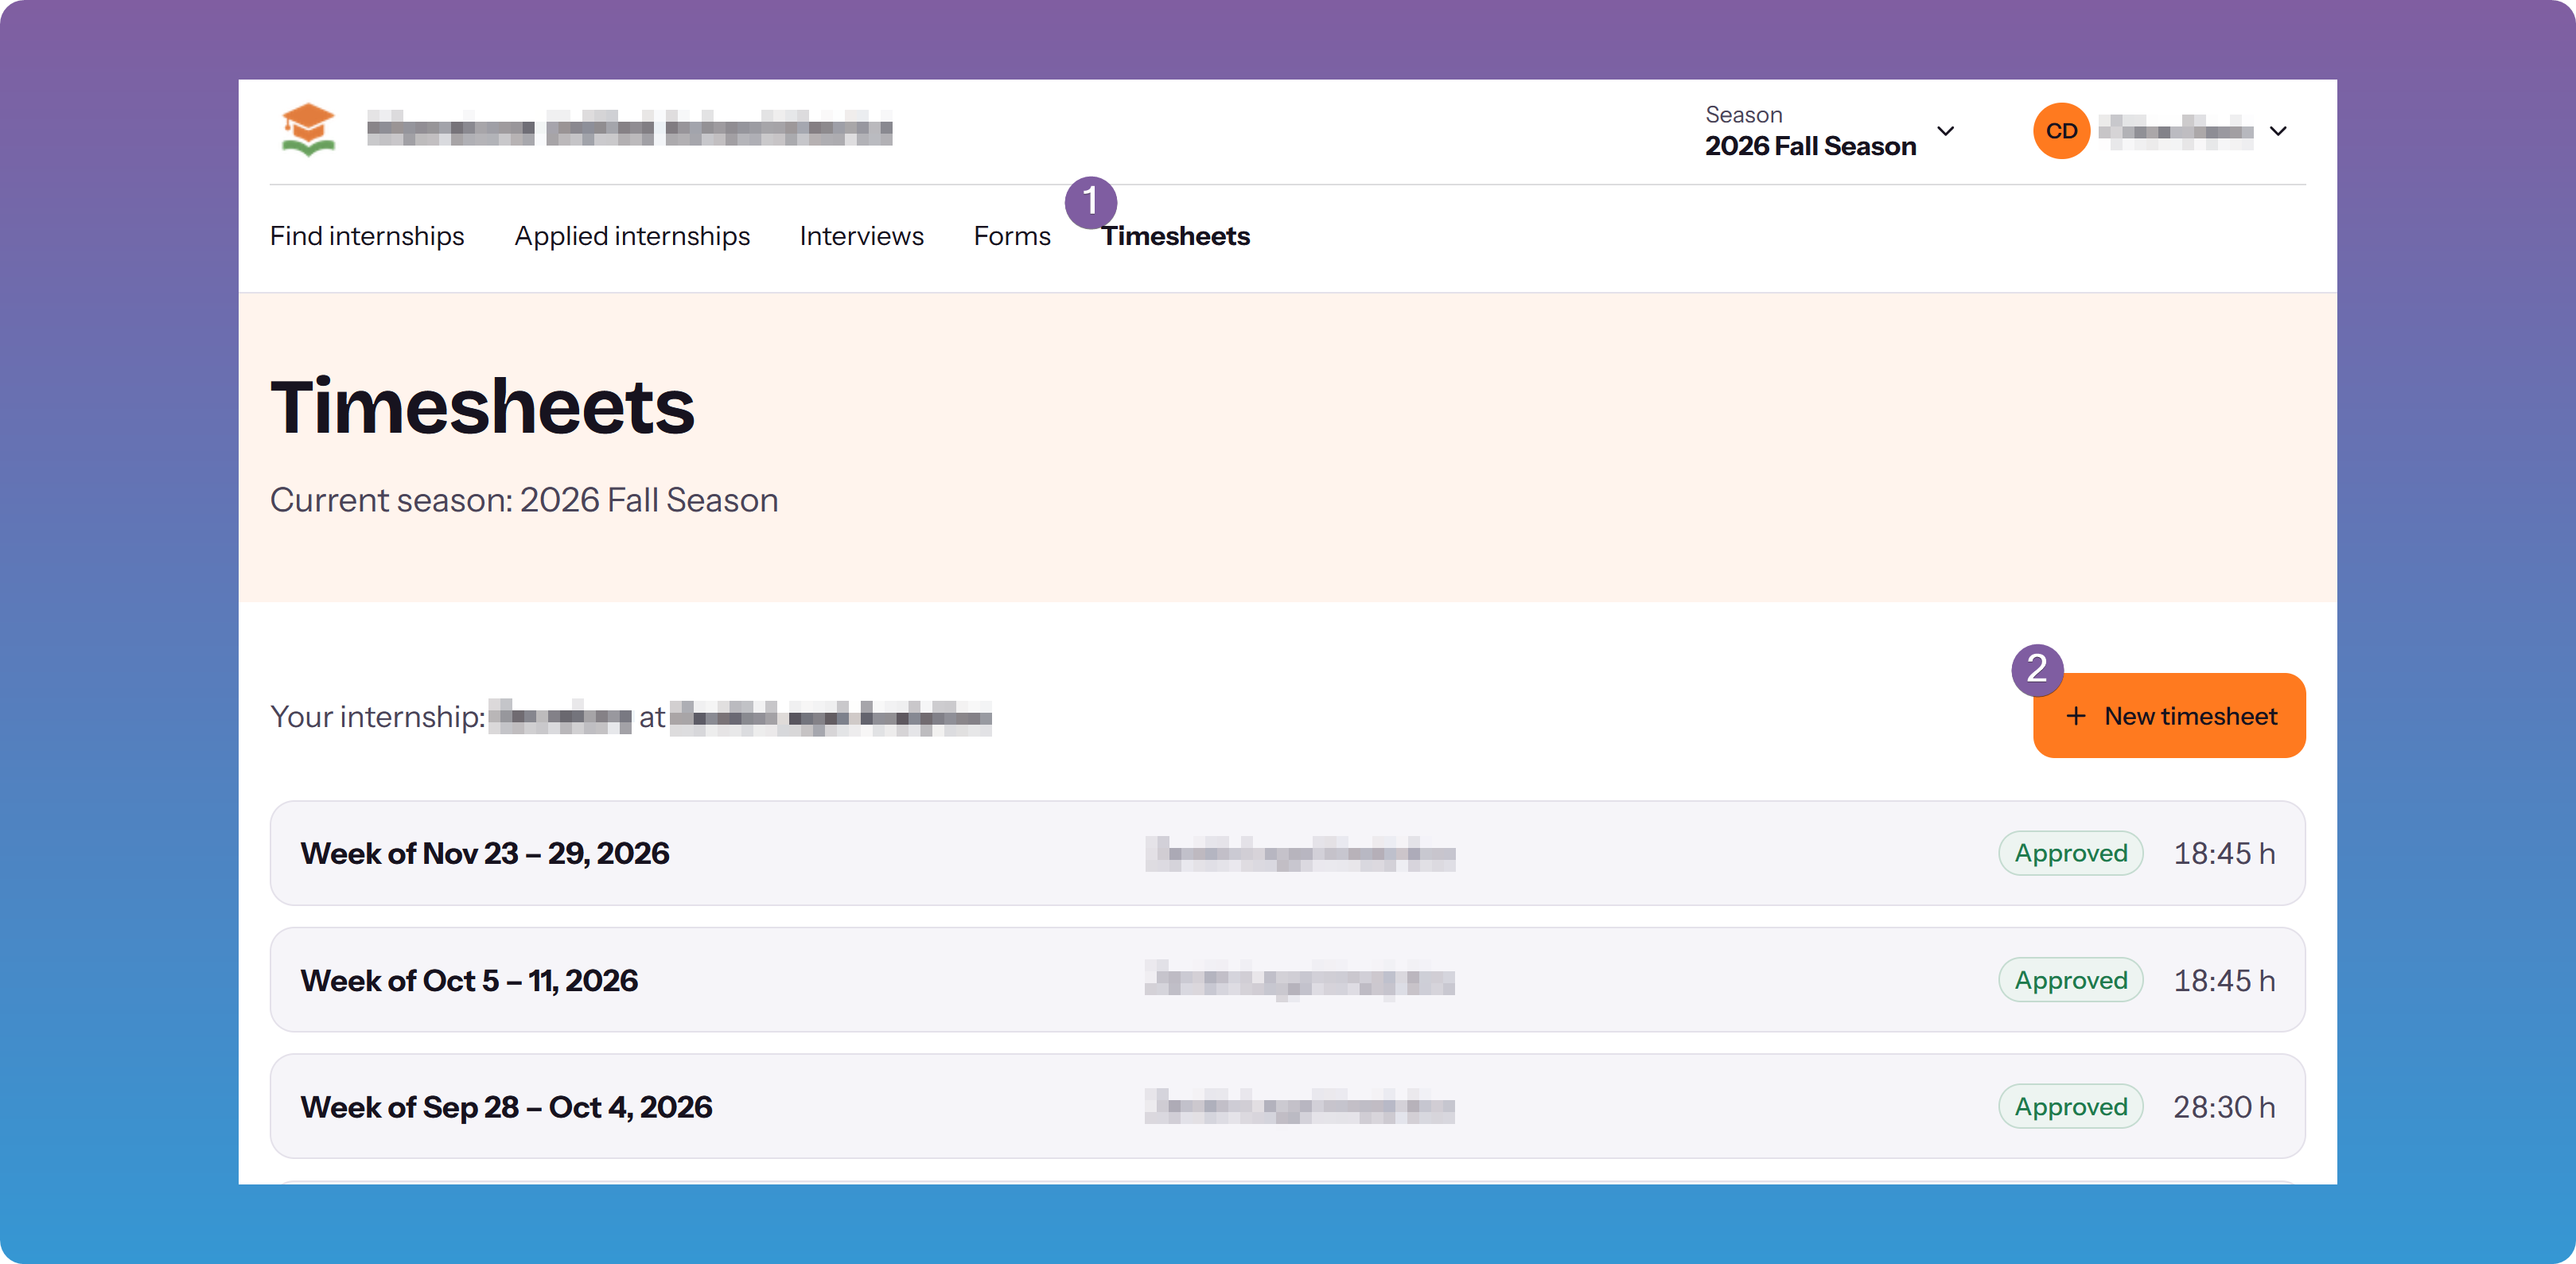 Season
2026 Fall Season
CD
1
Find internships Applied internships Interviews Forms Timesheets
Timesheets
Current season: 2026 Fall Season
2
Your internship: at
+ New timesheet
Week of Nov 23 – 29, 2026 Approved 18:45 h
Week of Oct 5 – 11, 2026 Approved 18:45 h
Week of Sep 28 – Oct 4, 2026 Approved 28:30 h